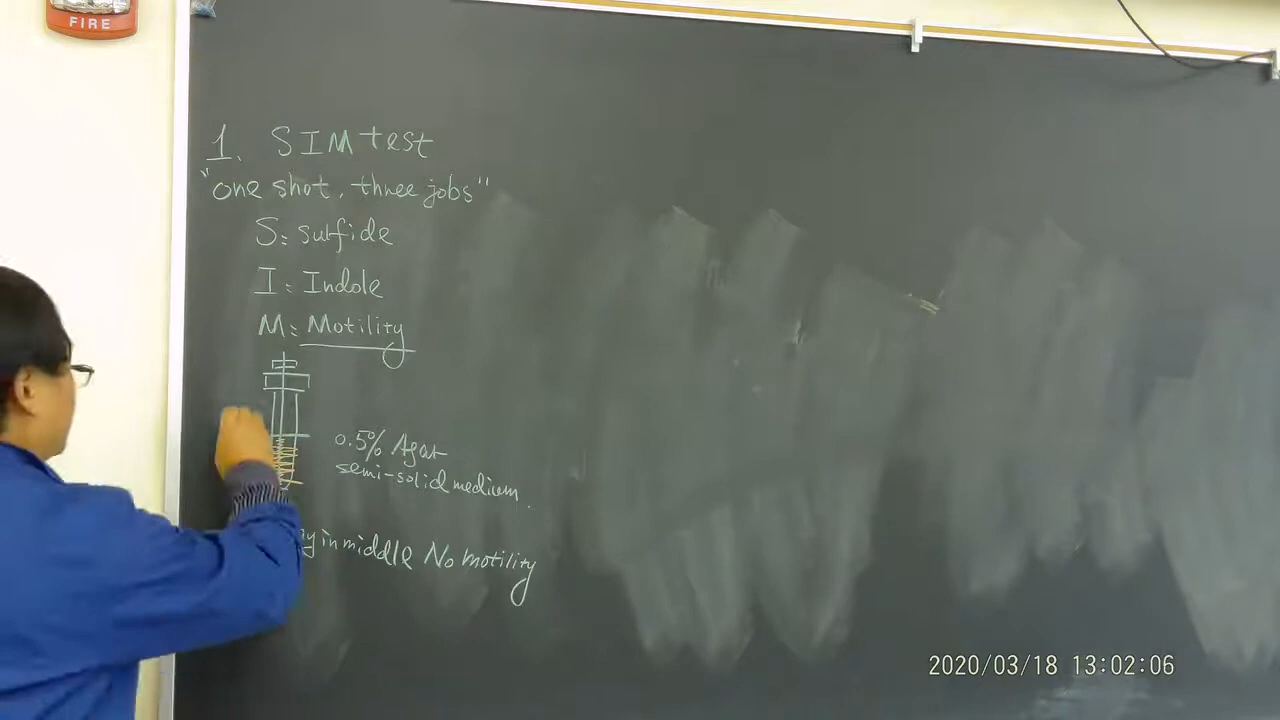 FIRE
1. SIM test
"one shot, three jobs"
S: sulfide
I: Indole
M: Motility
0.5% Agar
semi-solid medium.
in middle No motility
2020/03/18 13:02:06